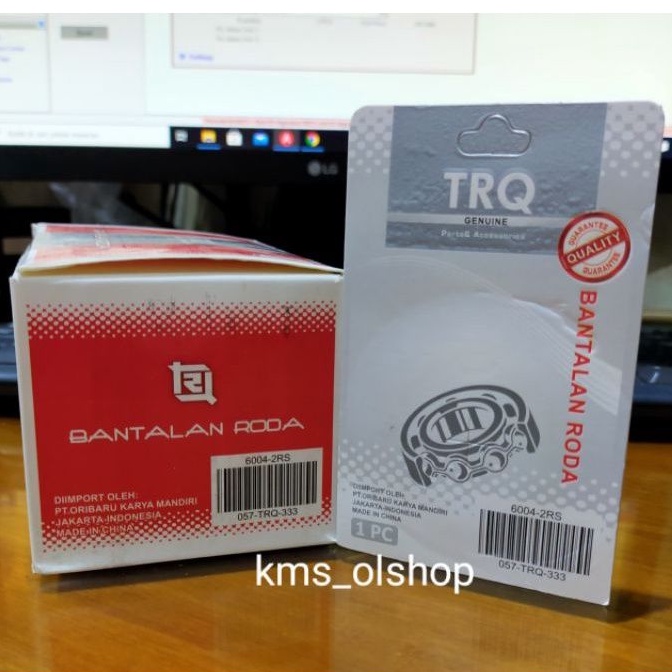 LG
BANTALAN RODA
6004-2RS
057-TRQ-333
DIIMPORT OLEH:
PT.ORIBARU KARYA MANDIRI
JAKARTA-INDONESIA
MADE IN CHINA
TRQ
GENUINE
Parts& Accessories
GUARANTEE
QUALITY
GUARANTEE
BANTALAN RODA
DIIMPORT OLEH:
PT.ORIBARU KARYA MANDIRI
JAKARTA-INDONESIA
MADE IN CHINA
1 PC
6004-2RS
057-TRQ-333
kms_olshop